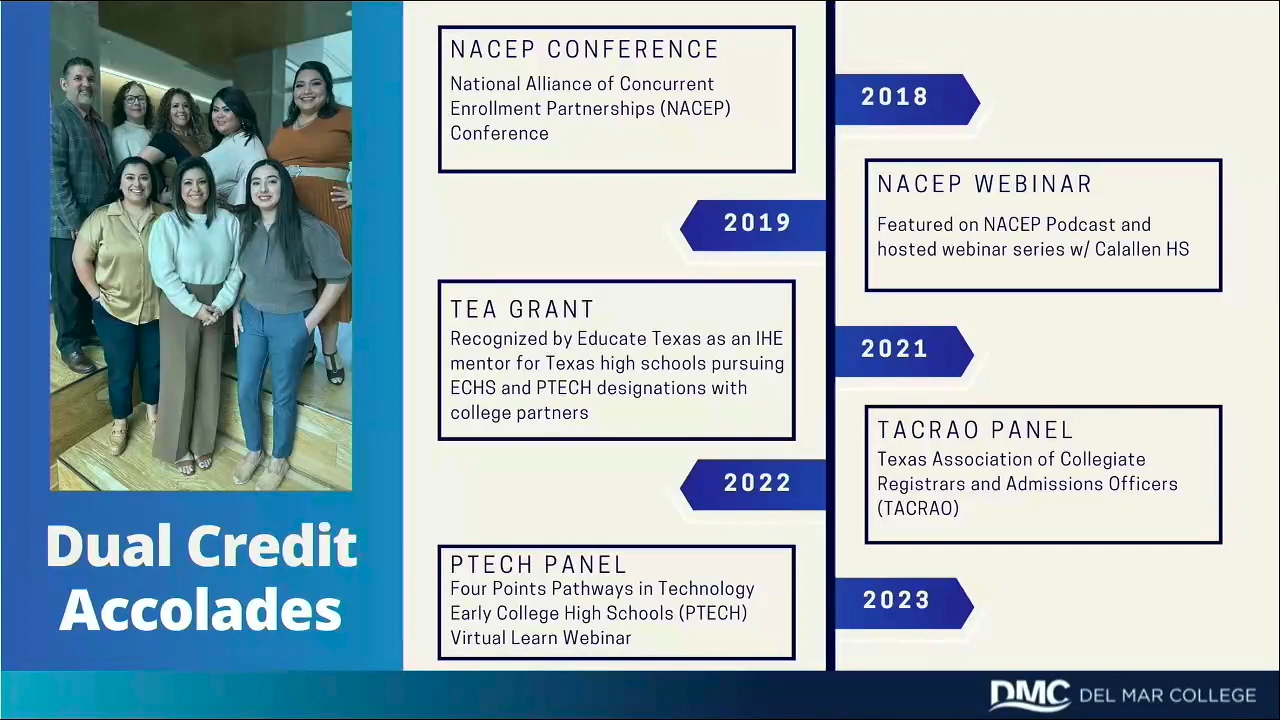 NACEP CONFERENCE
National Alliance of Concurrent
Enrollment Partnerships (NACEP)
Conference
2018
2019
NACEP WEBINAR
Featured on NACEP Podcast and
hosted webinar series w/ Calallen HS
TEA GRANT
Recognized by Educate Texas as an IHE
mentor for Texas high schools pursuing
ECHS and PTECH designations with
college partners
2021
2022
TACRAO PANEL
Texas Association of Collegiate
Registrars and Admissions Officers
(TACRAO)
PTECH PANEL
Four Points Pathways in Technology
Early College High Schools (PTECH)
Virtual Learn Webinar
2023
Dual Credit
Accolades
DMC DEL MAR COLLEGE